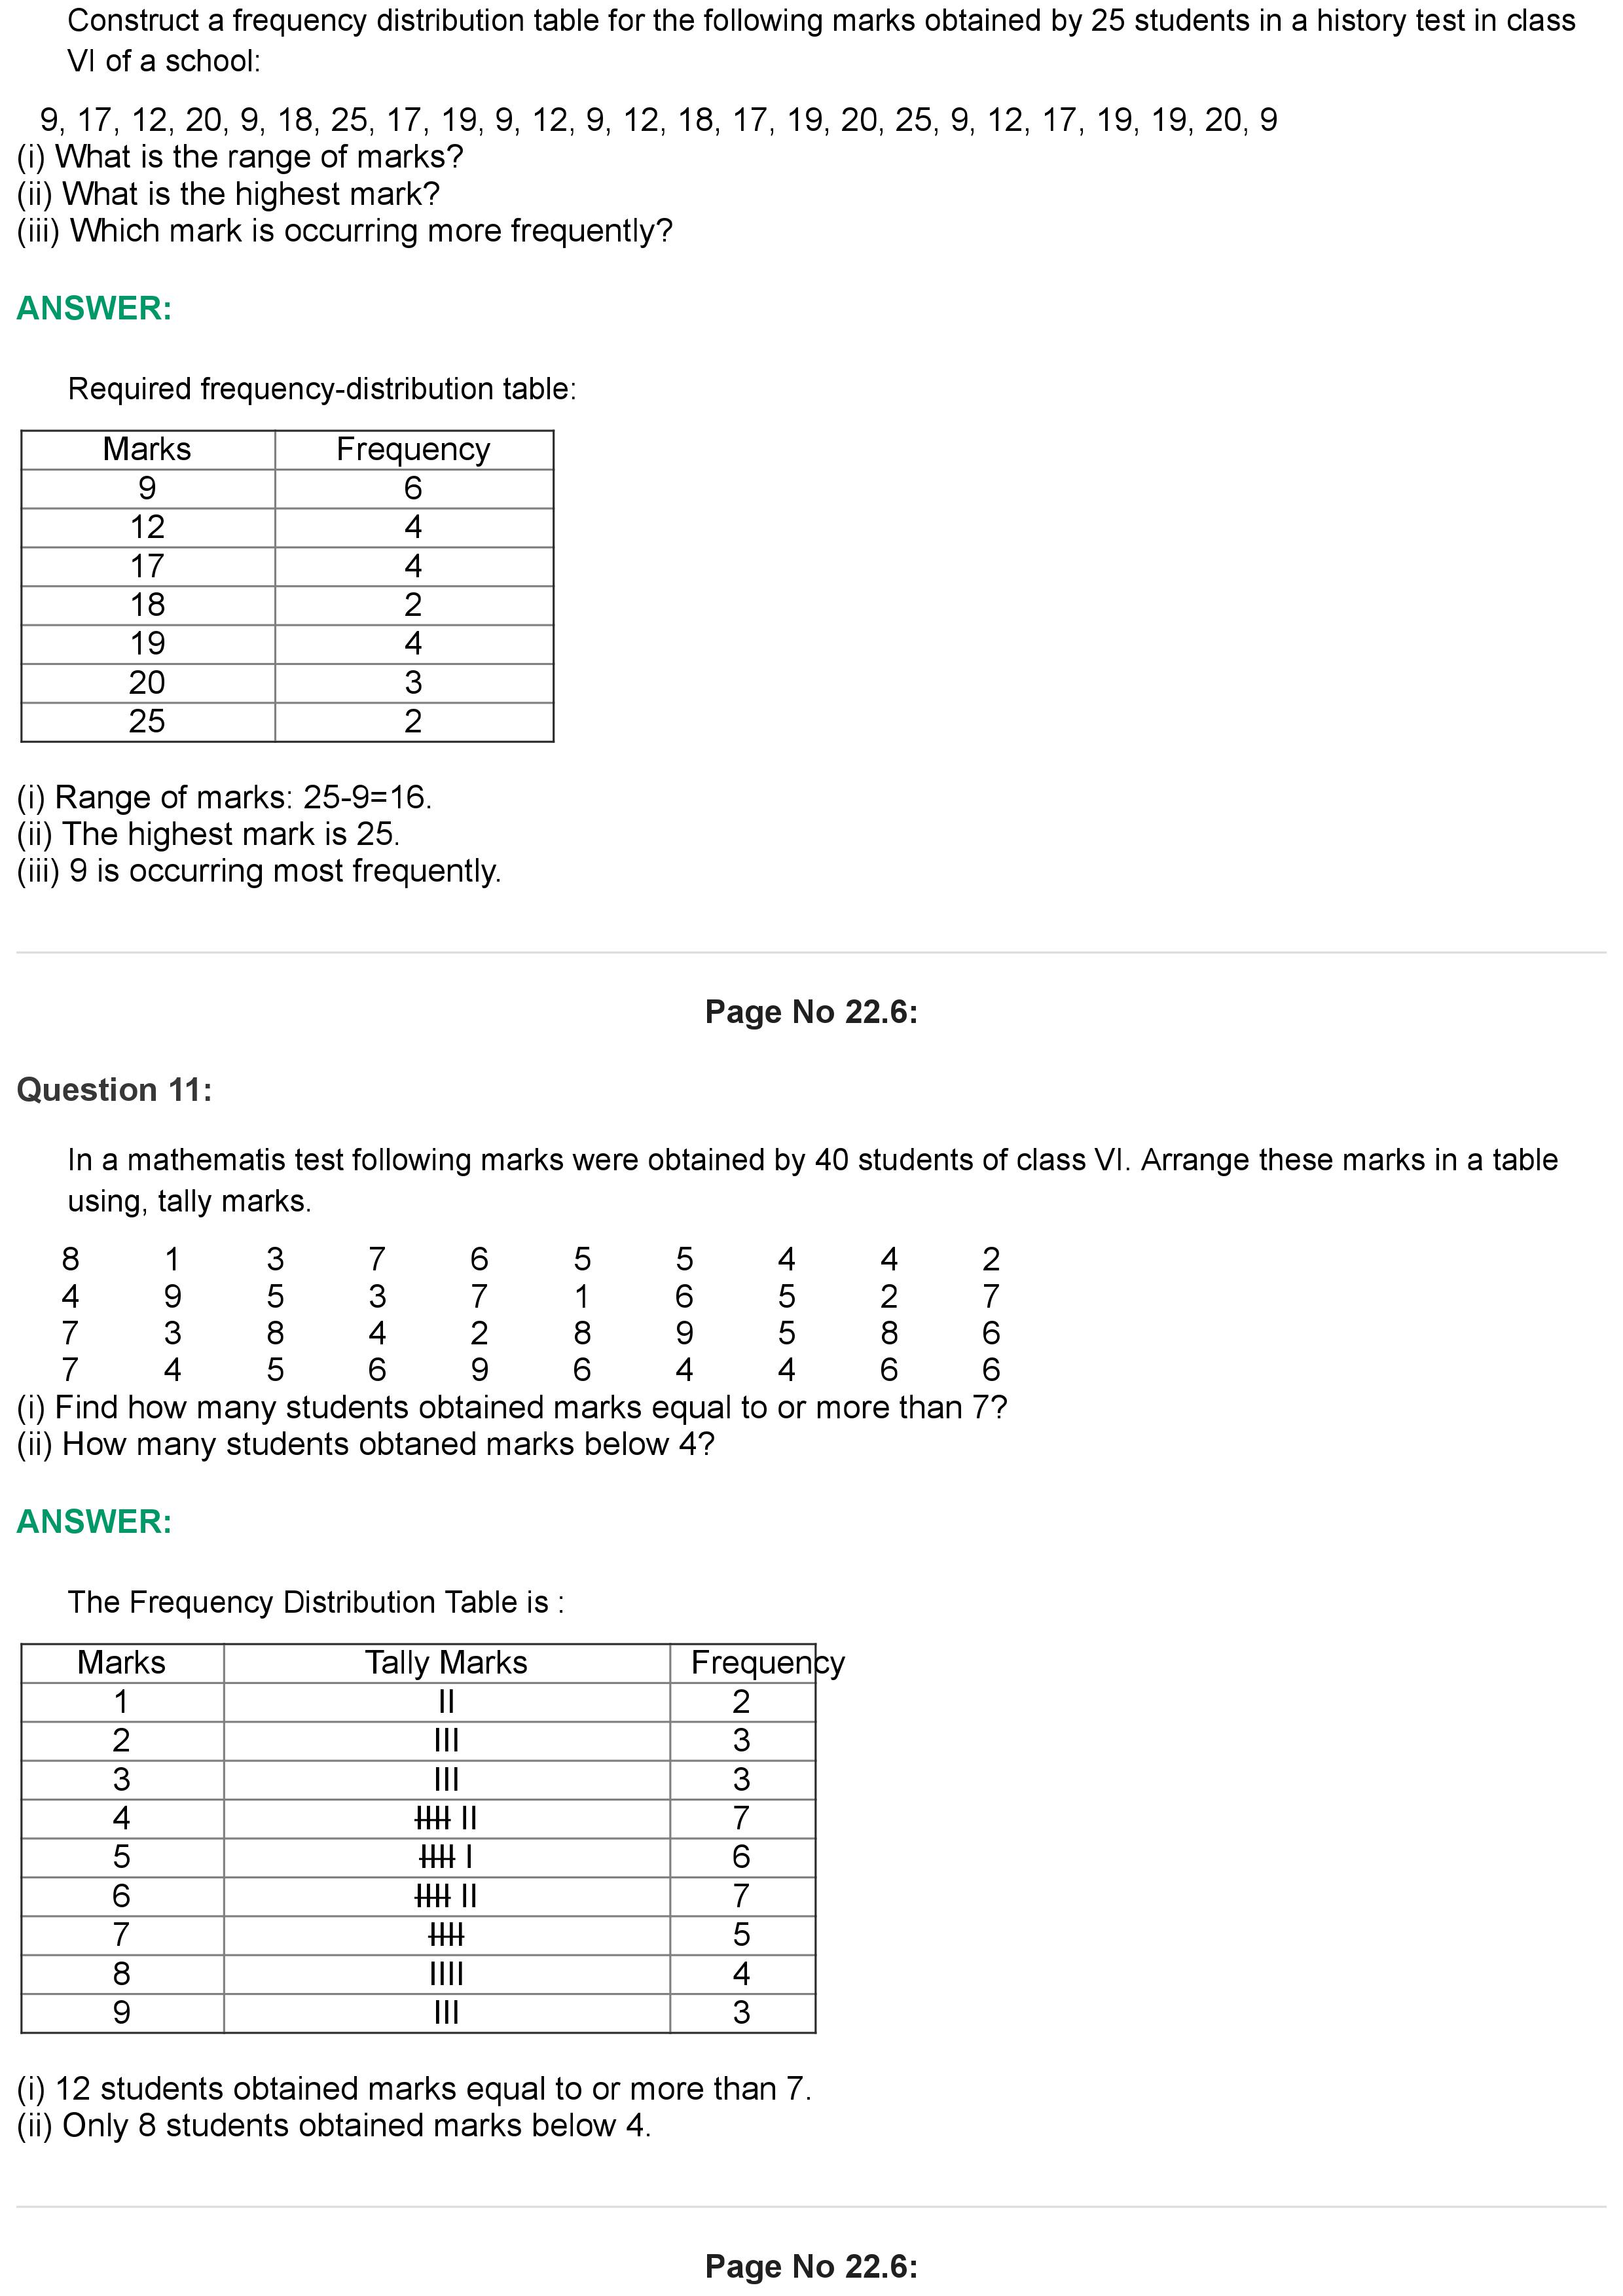 Construct a frequency distribution table for the following marks obtained by 25 students in a history test in class
VI of a school:
9, 17, 12, 20, 9, 18, 25, 17, 19, 9, 12, 9, 12, 18, 17, 19, 20, 25, 9, 12, 17, 19, 19, 20, 9
(i) What is the range of marks?
(ii) What is the highest mark?
(iii) Which mark is occurring more frequently?
ANSWER:
Required frequency-distribution table:
Marks Frequency
9 6
12 4
17 4
18 2
19 4
20 3
25 2
(i) Range of marks: 25-9=16.
(ii) The highest mark is 25.
(iii) 9 is occurring most frequently.
Page No 22.6:
Question 11:
In a mathematis test following marks were obtained by 40 students of class VI. Arrange these marks in a table
using, tally marks.
8 1 3 7 6 5 5 4 4 2
4 9 5 3 7 1 6 5 2 7
7 3 8 4 2 8 9 5 8 6
7 4 5 6 9 6 4 4 6 6
(i) Find how many students obtained marks equal to or more than 7?
(ii) How many students obtaned marks below 4?
ANSWER:
The Frequency Distribution Table is :
Marks Tally Marks Frequency
1 II 2
2 III 3
3 III 3
4 IIII II 7
5 IIII I 6
6 IIII II 7
7 IIII 5
8 IIII 4
9 III 3
(i) 12 students obtained marks equal to or more than 7.
(ii) Only 8 students obtained marks below 4.
Page No 22.6: